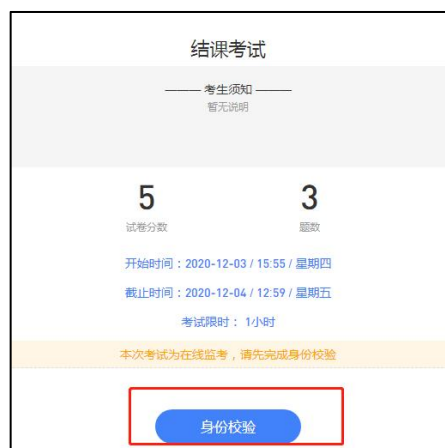 结课考试
考生须知
暂无说明
5 3
试卷分数 题数
开始时间：2020-12-03 / 15:55 / 星期四
截止时间：2020-12-04 / 12:59 / 星期五
考试限时： 1小时
本次考试为在线监考，请先完成身份校验
身份校验